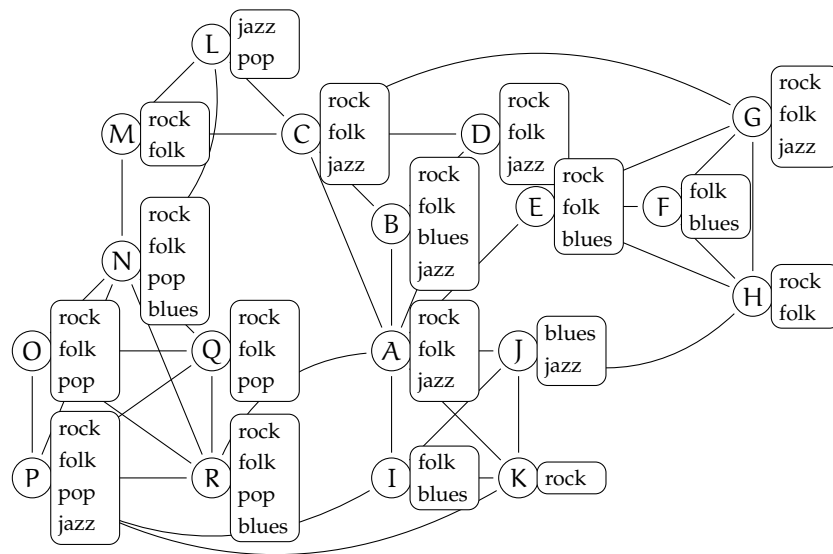 L
jazz
pop
M
rock
folk
C
rock
folk
jazz
D
rock
folk
jazz
G
rock
folk
jazz
B
rock
folk
blues
jazz
E
rock
folk
blues
F
folk
blues
N
rock
folk
pop
blues
H
rock
folk
O
rock
folk
pop
Q
rock
folk
pop
A
rock
folk
jazz
J
blues
jazz
P
rock
folk
pop
jazz
R
rock
folk
pop
blues
I
folk
blues
K
rock